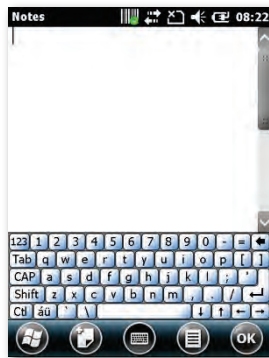 Notes 08:22
123 1 2 3 4 5 6 7 8 9 0 - =
Tab q w e r t y u i o p [ ]
CAP a s d f g h j k l ; '
Shift z x c v b n m , . /
Ctl áü ` \
OK